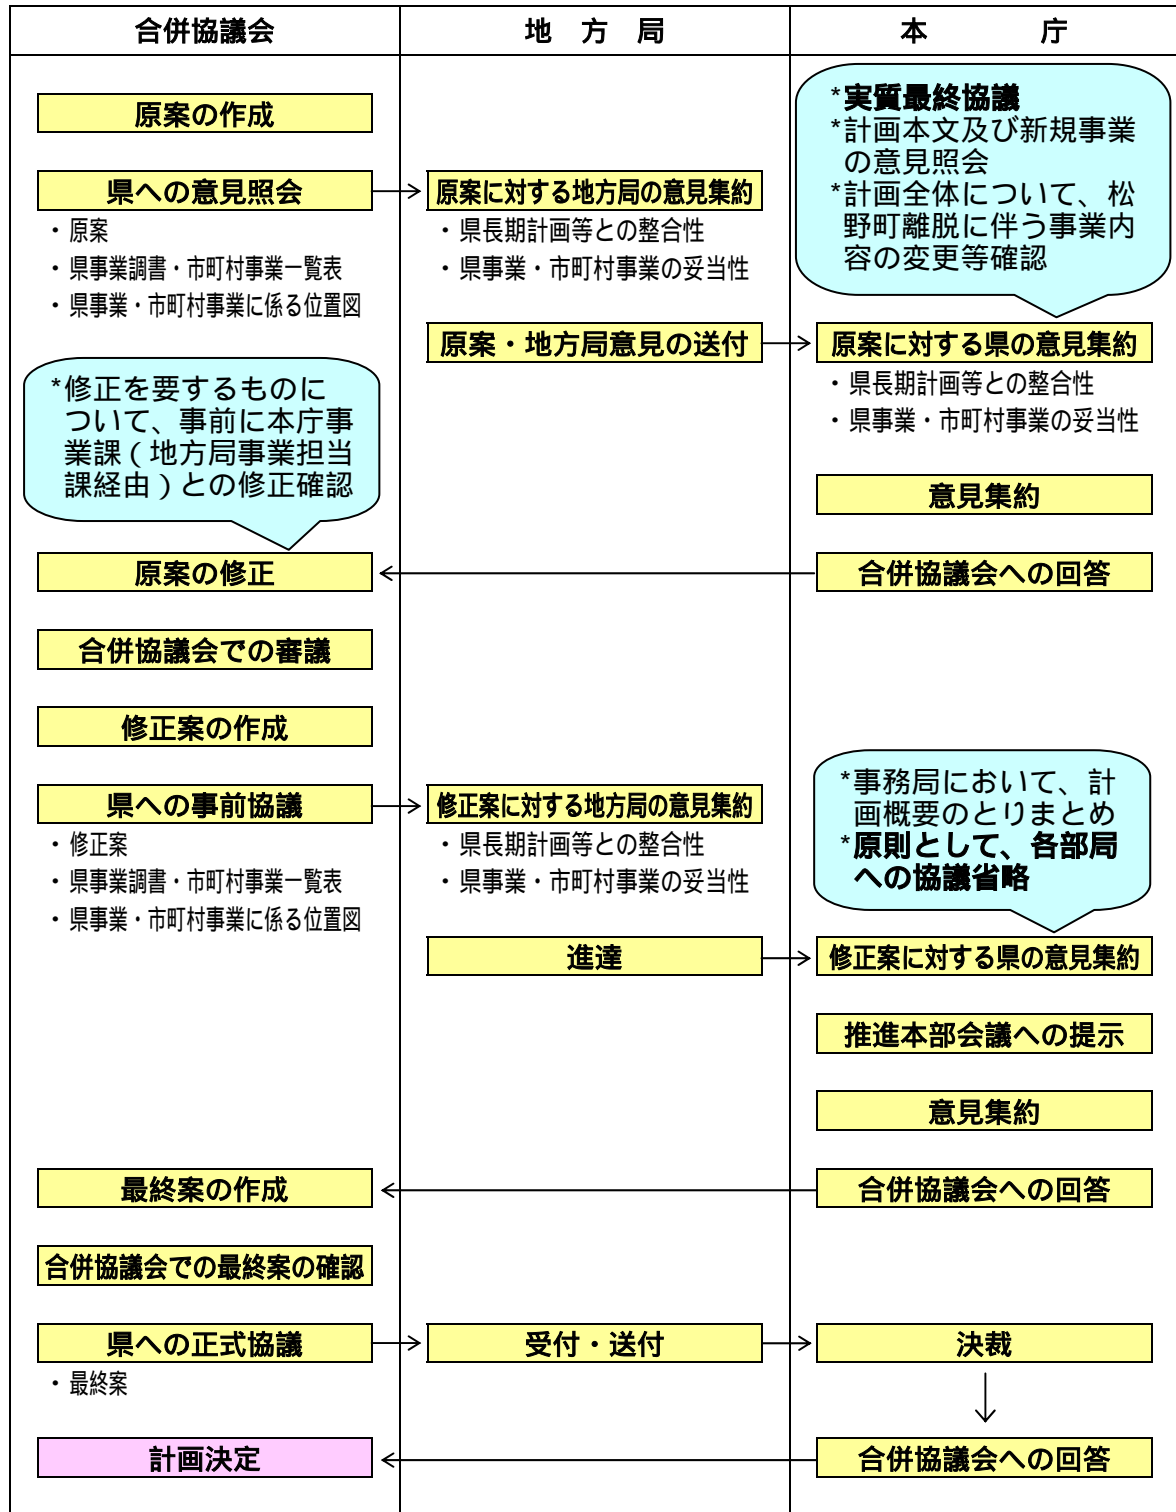 合併協議会
地　方　局
本　　　　庁
原案の作成
*実質最終協議
*計画本文及び新規事業
の意見照会
*計画全体について、松
野町離脱に伴う事業内
容の変更等確認
県への意見照会
・原案
・県事業調書・市町村事業一覧表
・県事業・市町村事業に係る位置図
原案に対する地方局の意見集約
・県長期計画等との整合性
・県事業・市町村事業の妥当性
原案・地方局意見の送付
原案に対する県の意見集約
・県長期計画等との整合性
・県事業・市町村事業の妥当性
*修正を要するものに
ついて、事前に本庁事
業課（地方局事業担当
課経由）との修正確認
意見集約
原案の修正
合併協議会への回答
合併協議会での審議
修正案の作成
県への事前協議
・修正案
・県事業調書・市町村事業一覧表
・県事業・市町村事業に係る位置図
修正案に対する地方局の意見集約
・県長期計画等との整合性
・県事業・市町村事業の妥当性
*事務局において、計
画概要のとりまとめ
*原則として、各部局
への協議省略
進達
修正案に対する県の意見集約
推進本部会議への提示
意見集約
最終案の作成
合併協議会への回答
合併協議会での最終案の確認
県への正式協議
・最終案
受付・送付
決裁
計画決定
合併協議会への回答